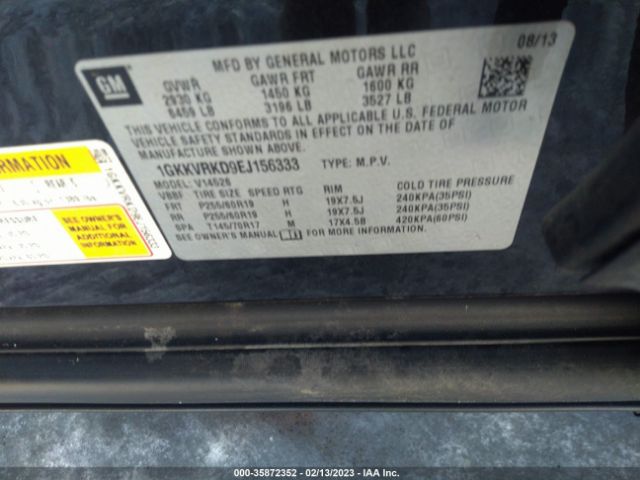 GM
MFD BY GENERAL MOTORS LLC
08/13
GVWR GAWR FRT GAWR RR
2930 KG 1450 KG 1600 KG
6459 LB 3196 LB 3527 LB
THIS VEHICLE CONFORMS TO ALL APPLICABLE U.S. FEDERAL MOTOR
VEHICLE SAFETY STANDARDS IN EFFECT ON THE DATE OF
MANUFACTURE SHOWN ABOVE.
1GKKVRKD9EJ156333 TYPE: M.P.V.
MODEL: V14526
TIRE SIZE SPEED RTG RIM COLD TIRE PRESSURE
FRT P255/60R19 H 19X7.5J 240KPA(35PSI)
RR P255/60R19 H 19X7.5J 240KPA(35PSI)
SPA T145/70R17 M 17X4.5B 420KPA(60PSI)
SEE OWNER'S MANUAL FOR MORE INFORMATION.
FORMATION
REAR
SEE OWNER'S
MANUAL FOR
ADDITIONAL
INFORMATION
1GKKVRKD9EJ156333
000-35872352 - 02/13/2023 - IAA Inc.